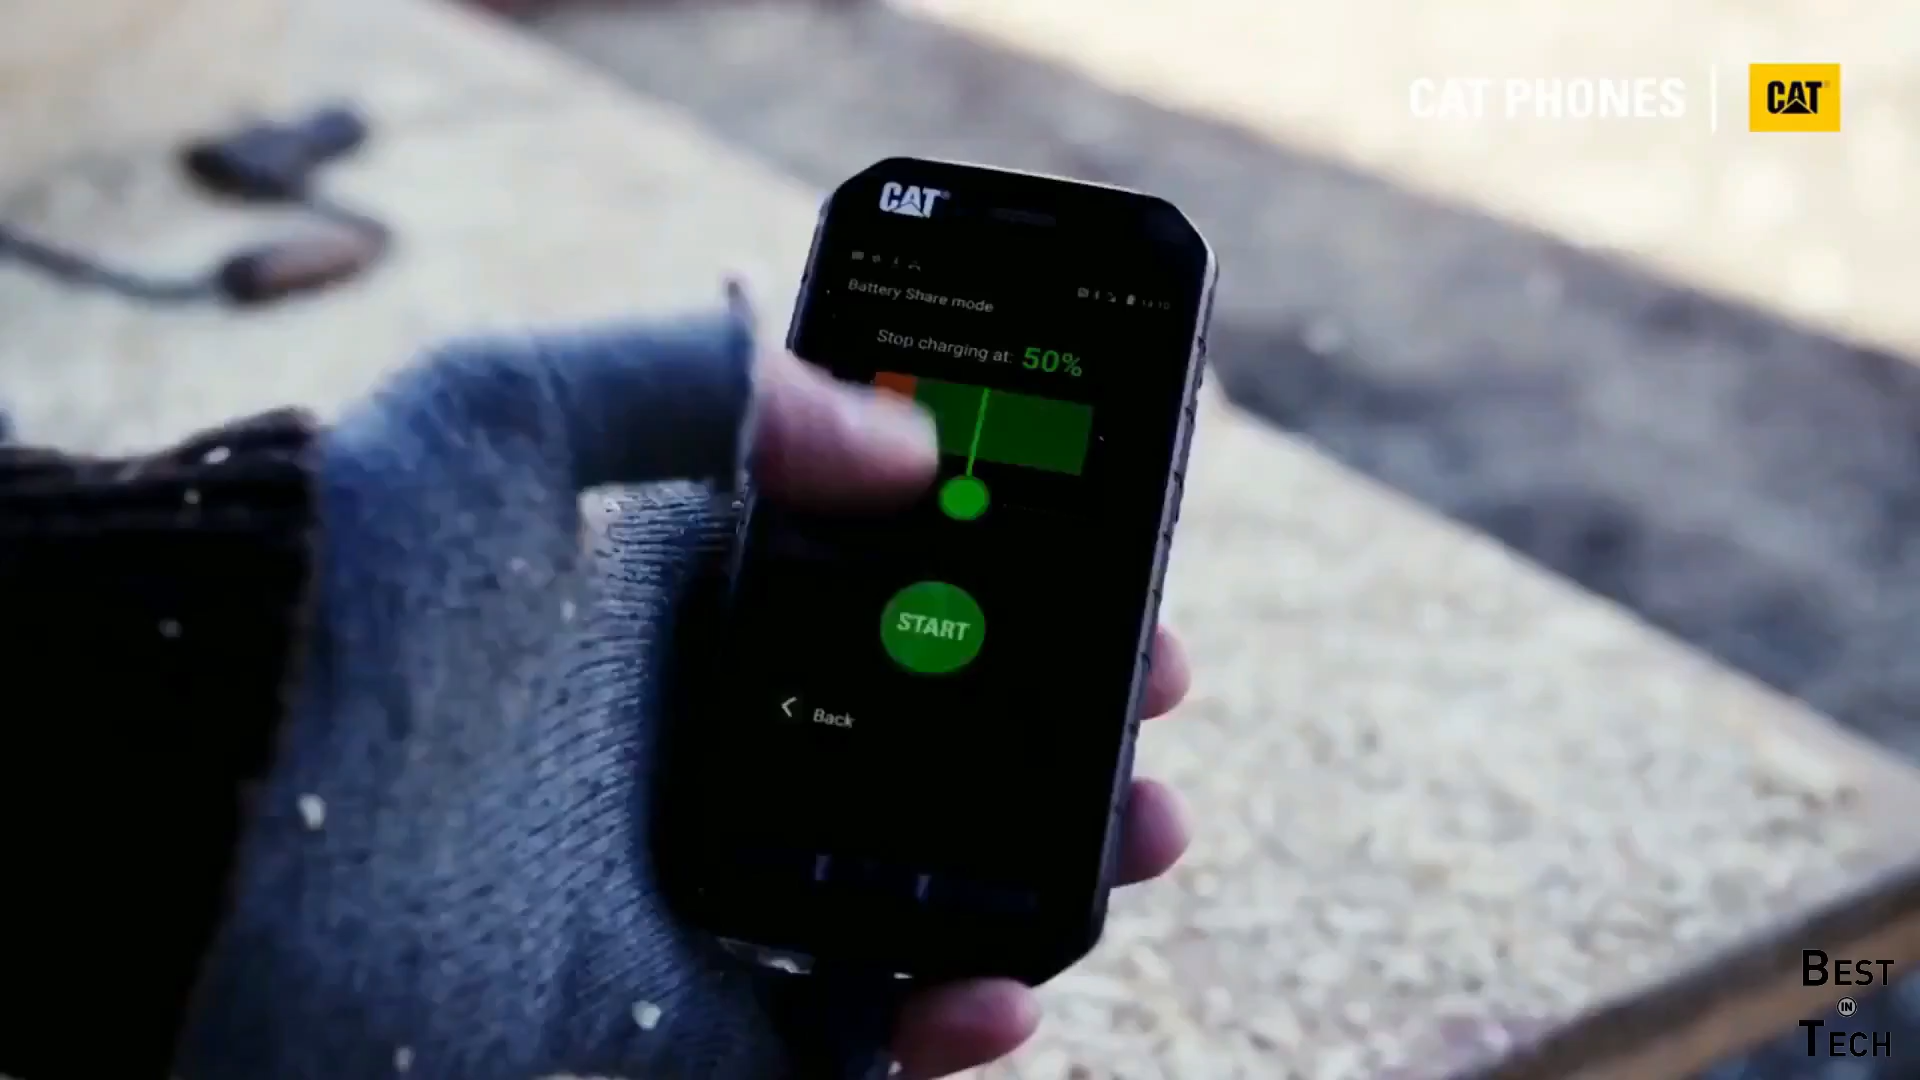 CAT PHONES
CAT
CAT
Battery Share mode
Stop charging at: 50%
START
Back
BEST
IN
TECH